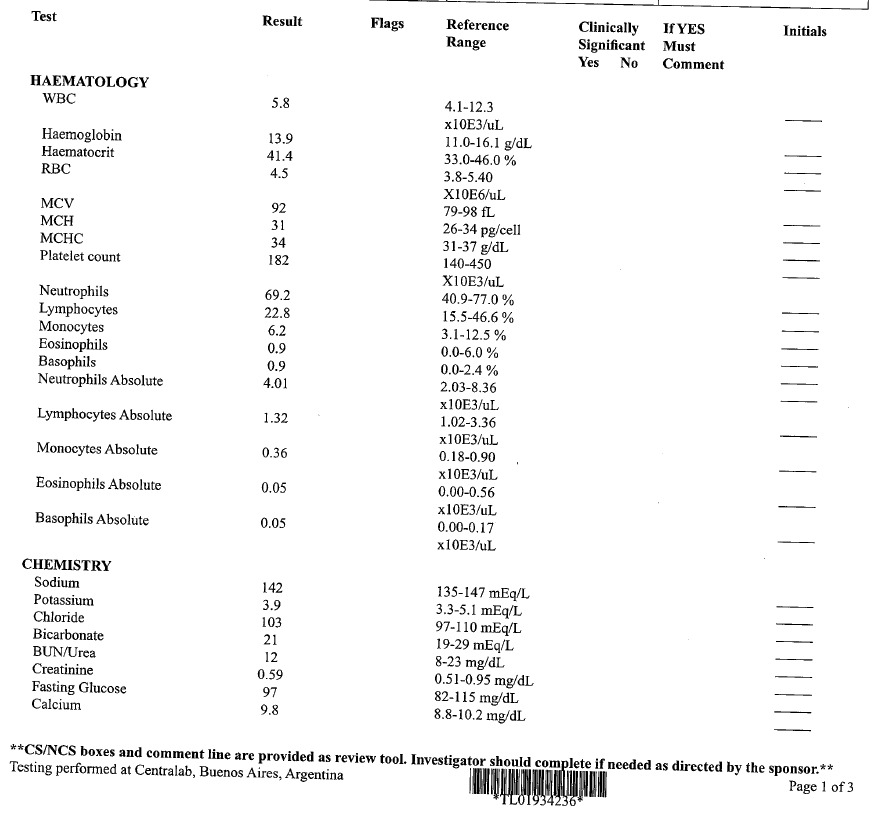 Test Result Flags Reference Range Clinically Significant Yes No If YES Must Comment Initials
HAEMATOLOGY
WBC 5.8 4.1-12.3 x10E3/uL
Haemoglobin 13.9 11.0-16.1 g/dL
Haematocrit 41.4 33.0-46.0 %
RBC 4.5 3.8-5.40 X10E6/uL
MCV 92 79-98 fL
MCH 31 26-34 pg/cell
MCHC 34 31-37 g/dL
Platelet count 182 140-450 X10E3/uL
Neutrophils 69.2 40.9-77.0 %
Lymphocytes 22.8 15.5-46.6 %
Monocytes 6.2 3.1-12.5 %
Eosinophils 0.9 0.0-6.0 %
Basophils 0.9 0.0-2.4 %
Neutrophils Absolute 4.01 2.03-8.36 x10E3/uL
Lymphocytes Absolute 1.32 1.02-3.36 x10E3/uL
Monocytes Absolute 0.36 0.18-0.90 x10E3/uL
Eosinophils Absolute 0.05 0.00-0.56 x10E3/uL
Basophils Absolute 0.05 0.00-0.17 x10E3/uL
CHEMISTRY
Sodium 142 135-147 mEq/L
Potassium 3.9 3.3-5.1 mEq/L
Chloride 103 97-110 mEq/L
Bicarbonate 21 19-29 mEq/L
BUN/Urea 12 8-23 mg/dL
Creatinine 0.59 0.51-0.95 mg/dL
Fasting Glucose 97 82-115 mg/dL
Calcium 9.8 8.8-10.2 mg/dL
**CS/NCS boxes and comment line are provided as review tool. Investigator should complete if needed as directed by the sponsor.**
Testing performed at Centralab, Buenos Aires, Argentina
*TL01934236*
Page 1 of 3